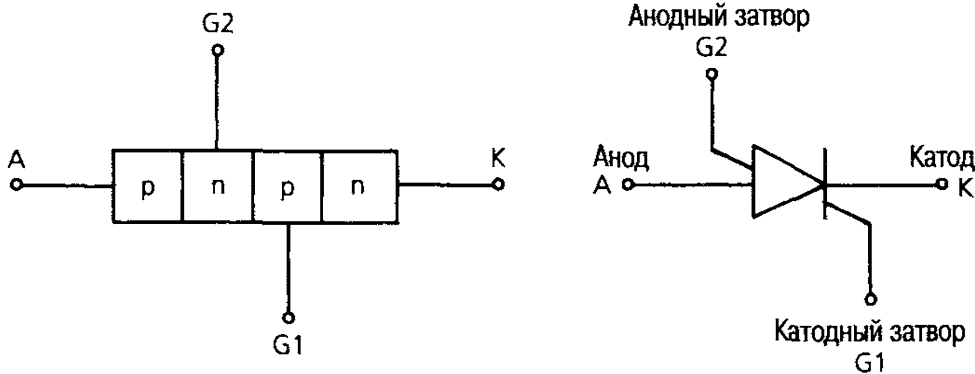 G2
A
K
p n p n
G1
Анодный затвор
G2
Анод
A
Катод
K
Катодный затвор
G1